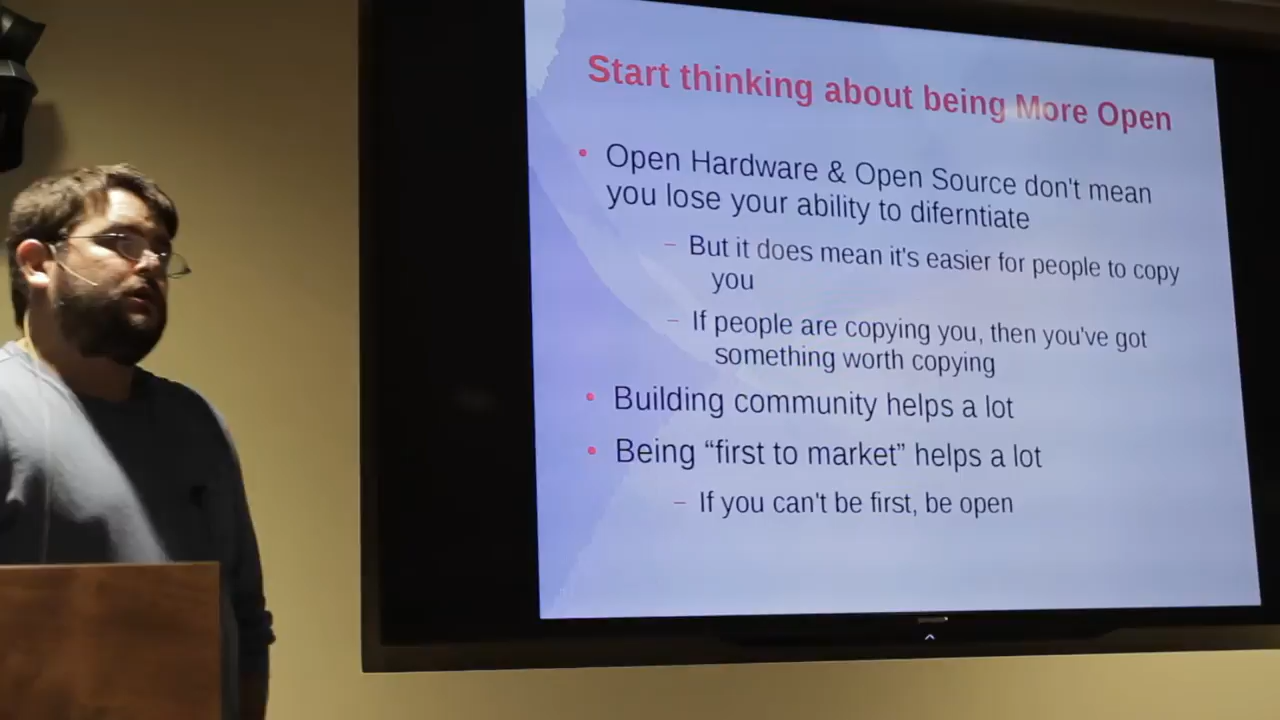 Start thinking about being More Open
• Open Hardware & Open Source don't mean
you lose your ability to diferntiate
– But it does mean it's easier for people to copy
you
– If people are copying you, then you've got
something worth copying
• Building community helps a lot
• Being “first to market” helps a lot
– If you can't be first, be open